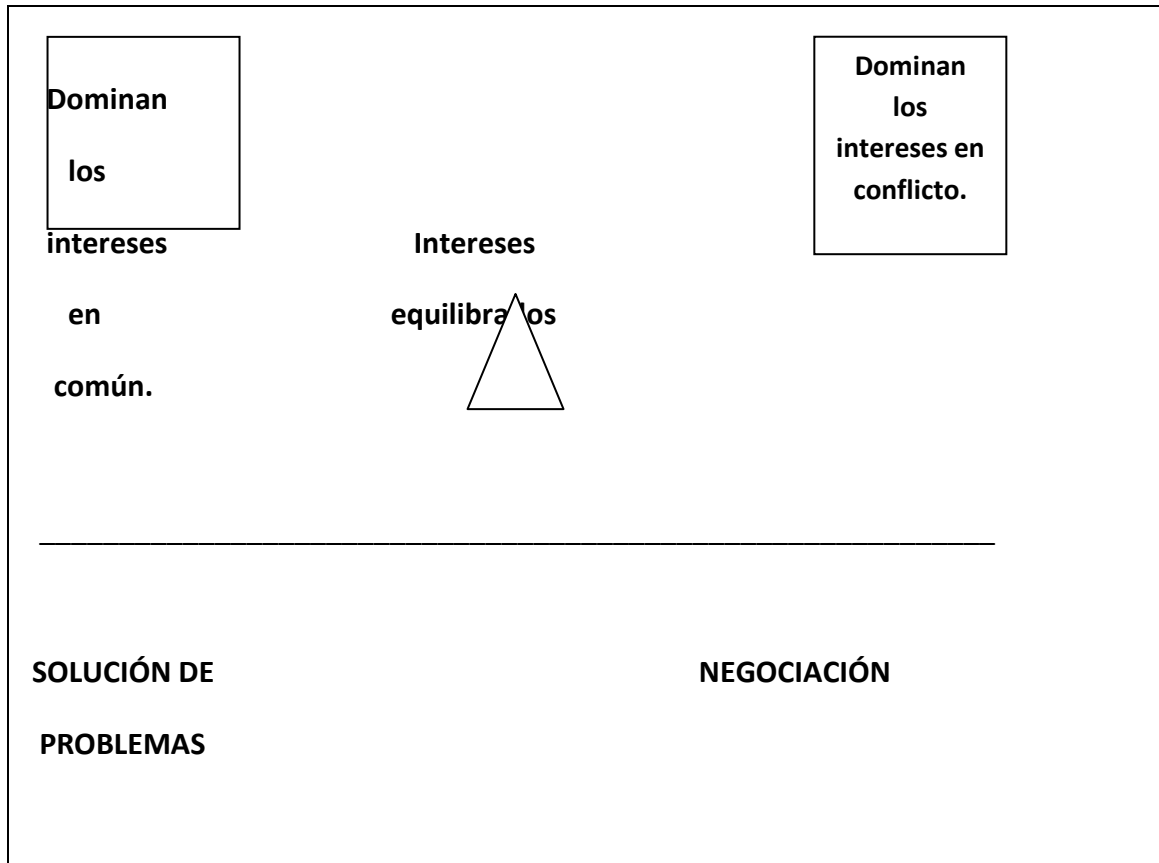 Dominan
los
intereses
en
común.
Intereses
equilibrados
Dominan
los
intereses en
conflicto.
SOLUCIÓN DE
PROBLEMAS
NEGOCIACIÓN